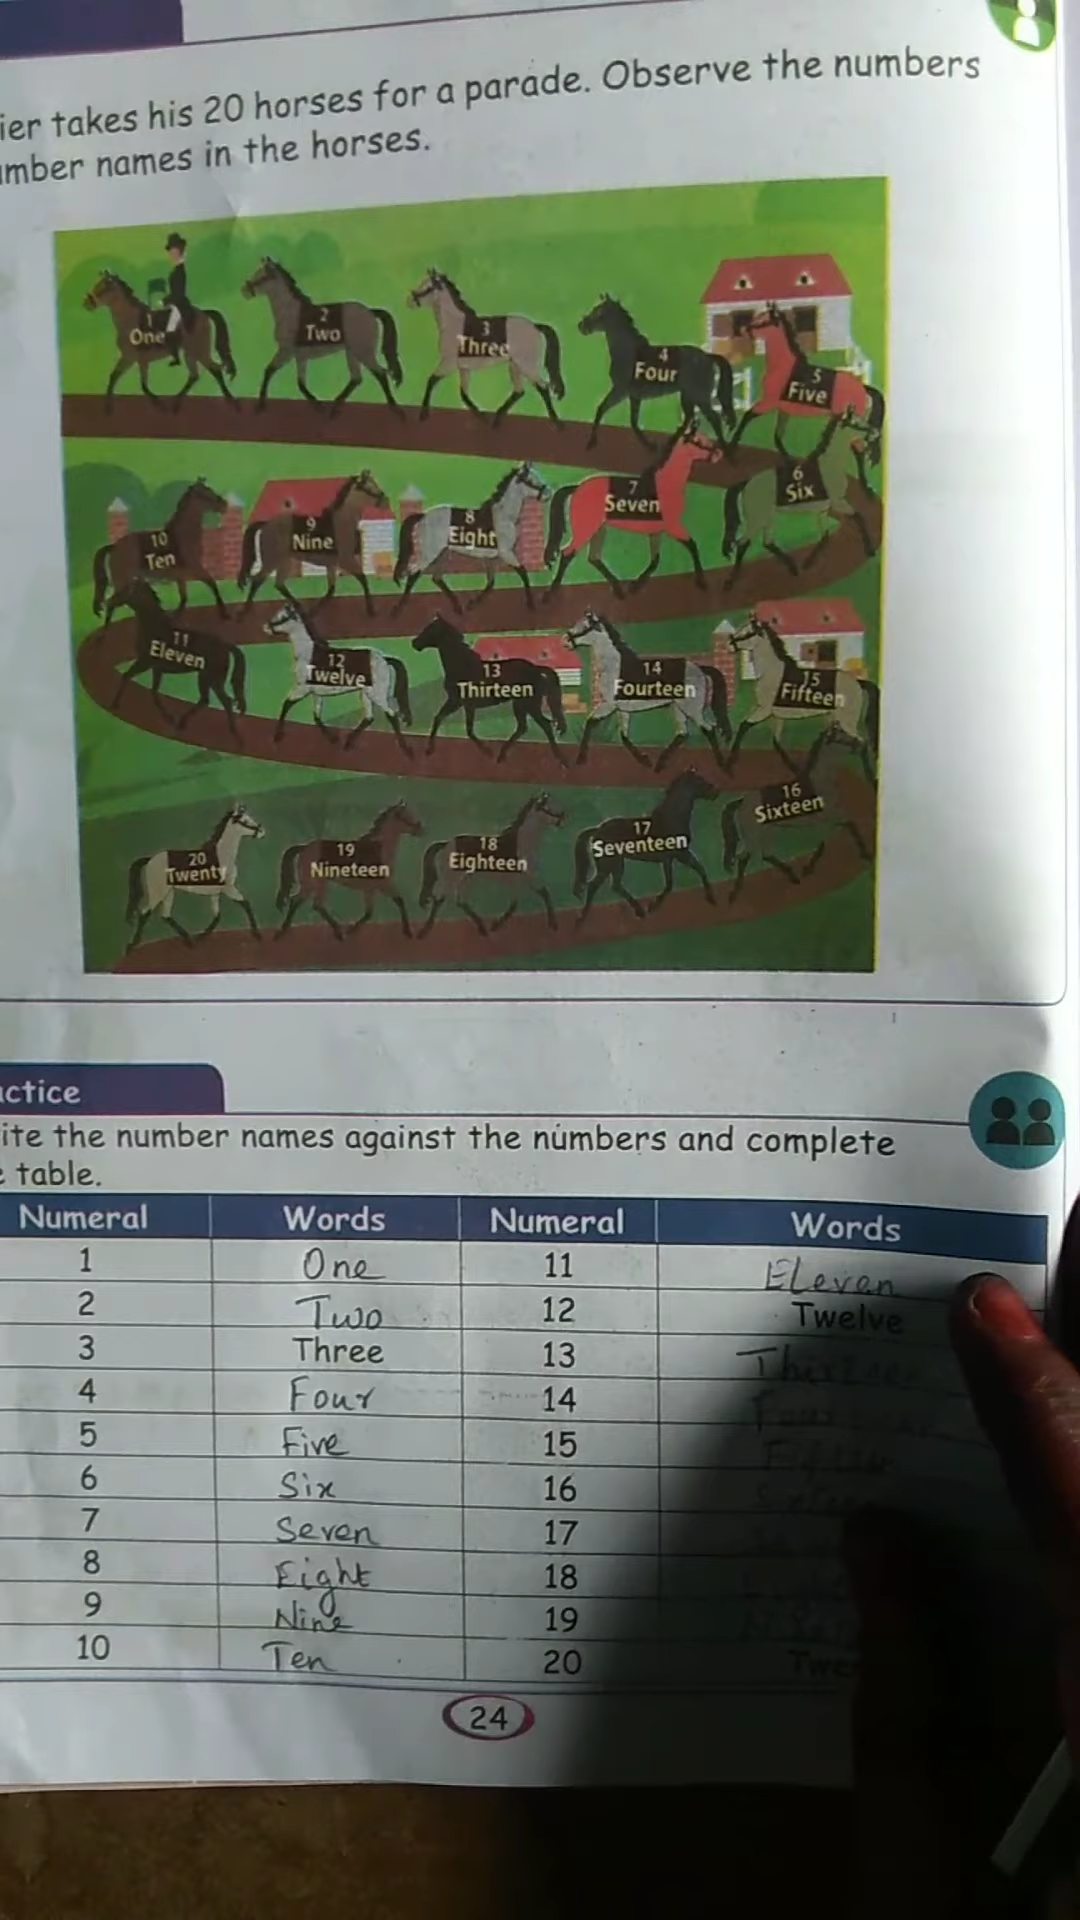 ier takes his 20 horses for a parade. Observe the numbers
umber names in the horses.
1 One
2 Two
3 Three
4 Four
5 Five
6 Six
7 Seven
8 Eight
9 Nine
10 Ten
11 Eleven
12 Twelve
13 Thirteen
14 Fourteen
15 Fifteen
16 Sixteen
17 Seventeen
18 Eighteen
19 Nineteen
20 Twenty
actice
ite the number names against the numbers and complete
e table.
Numeral Words Numeral Words
1 One 11 Eleven
2 Two 12 Twelve
3 Three 13 Thirteen
4 Four 14
5 Five 15
6 Six 16
7 Seven 17
8 Eight 18
9 Nine 19
10 Ten 20
24